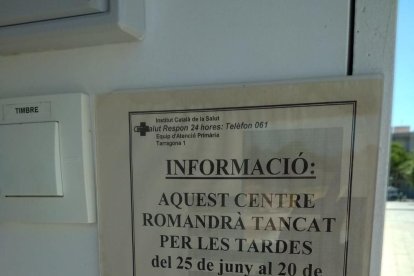 TIMBRE
Institut Català de la Salut
Salut Respon 24 hores: Telèfon 061
Equip d'Atenció Primària
Tarragona 1
INFORMACIÓ:
AQUEST CENTRE
ROMANDRÀ TANCAT
PER LES TARDES
del 25 de juny al 20 de